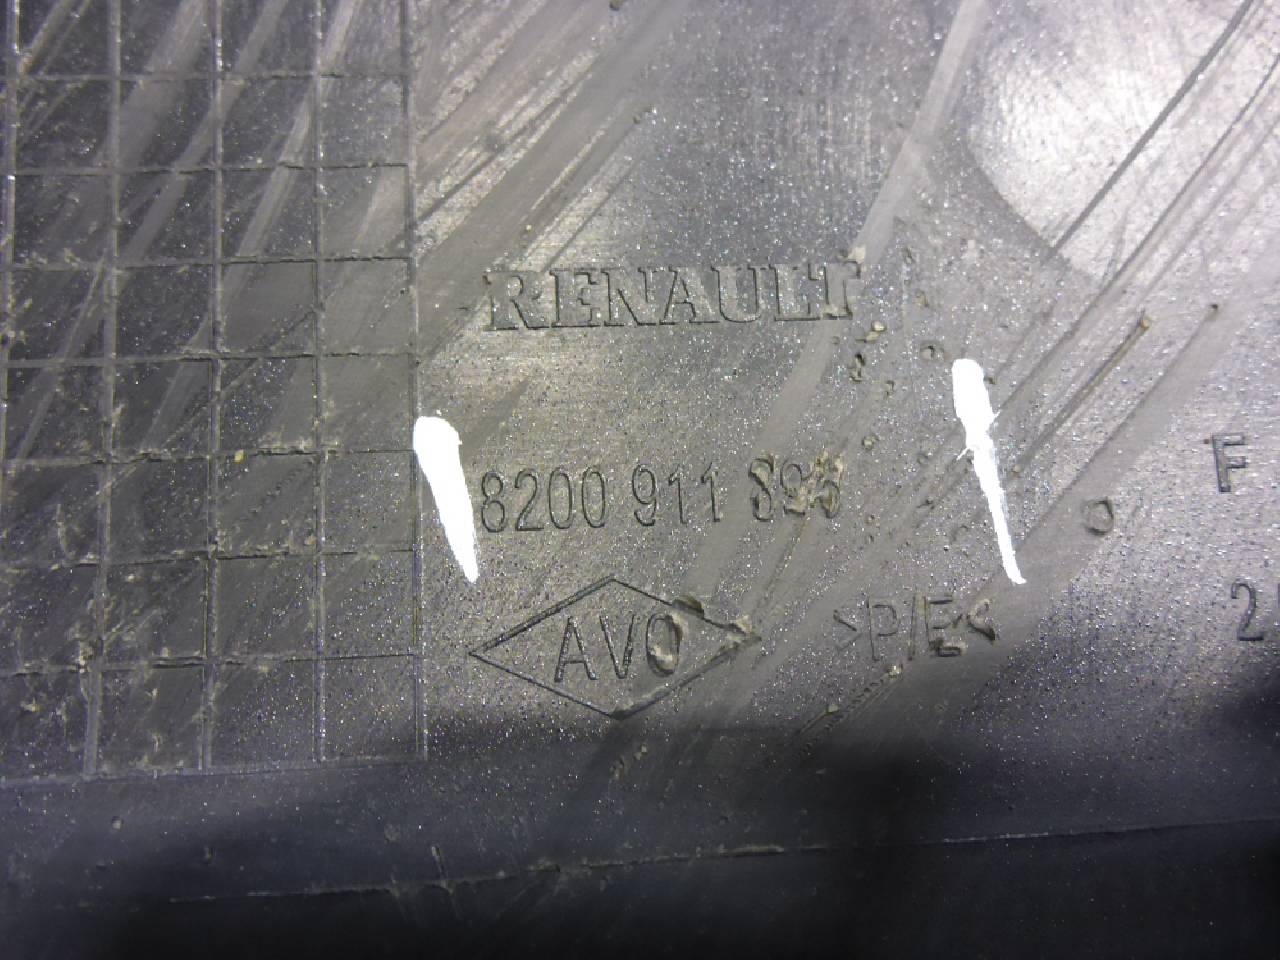 RENAULT
8200 911
AVO
>P/E<
F